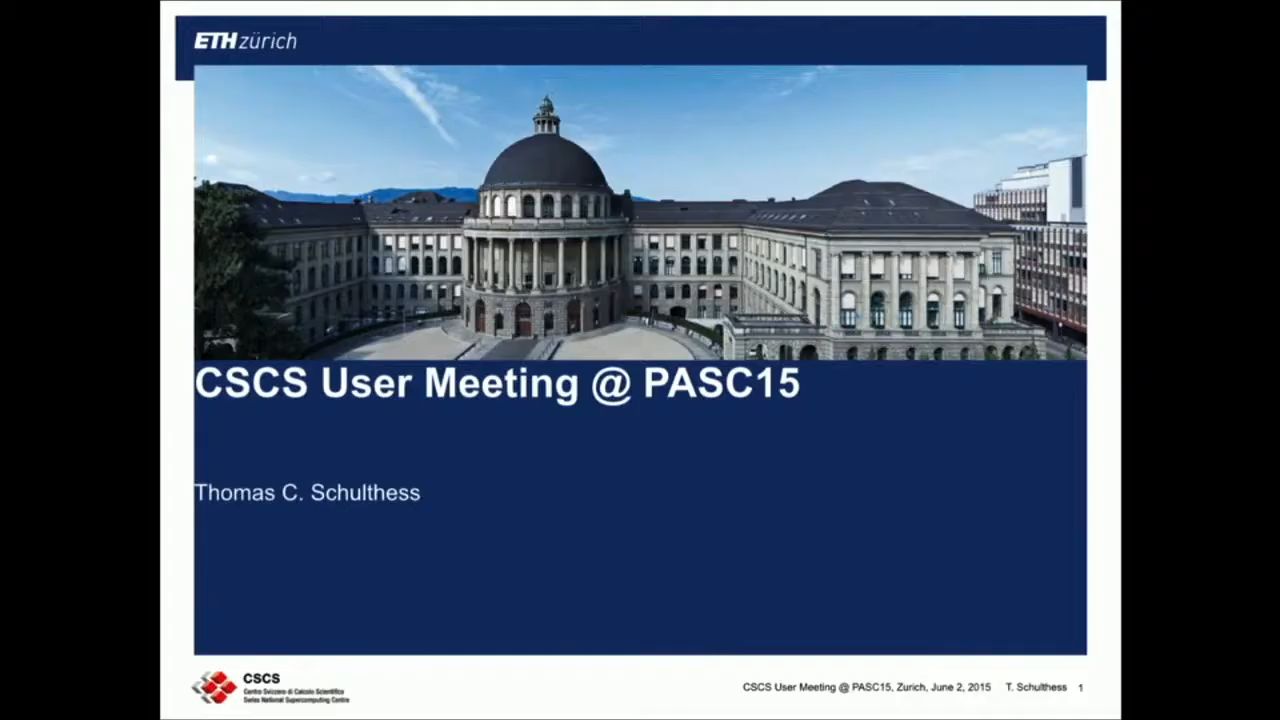 ETH zürich
CSCS User Meeting @ PASC15
Thomas C. Schulthess
CSCS
Centro Svizzero di Calcolo Scientifico
Swiss National Supercomputing Centre
CSCS User Meeting @ PASC15, Zurich, June 2, 2015 T. Schulthess 1